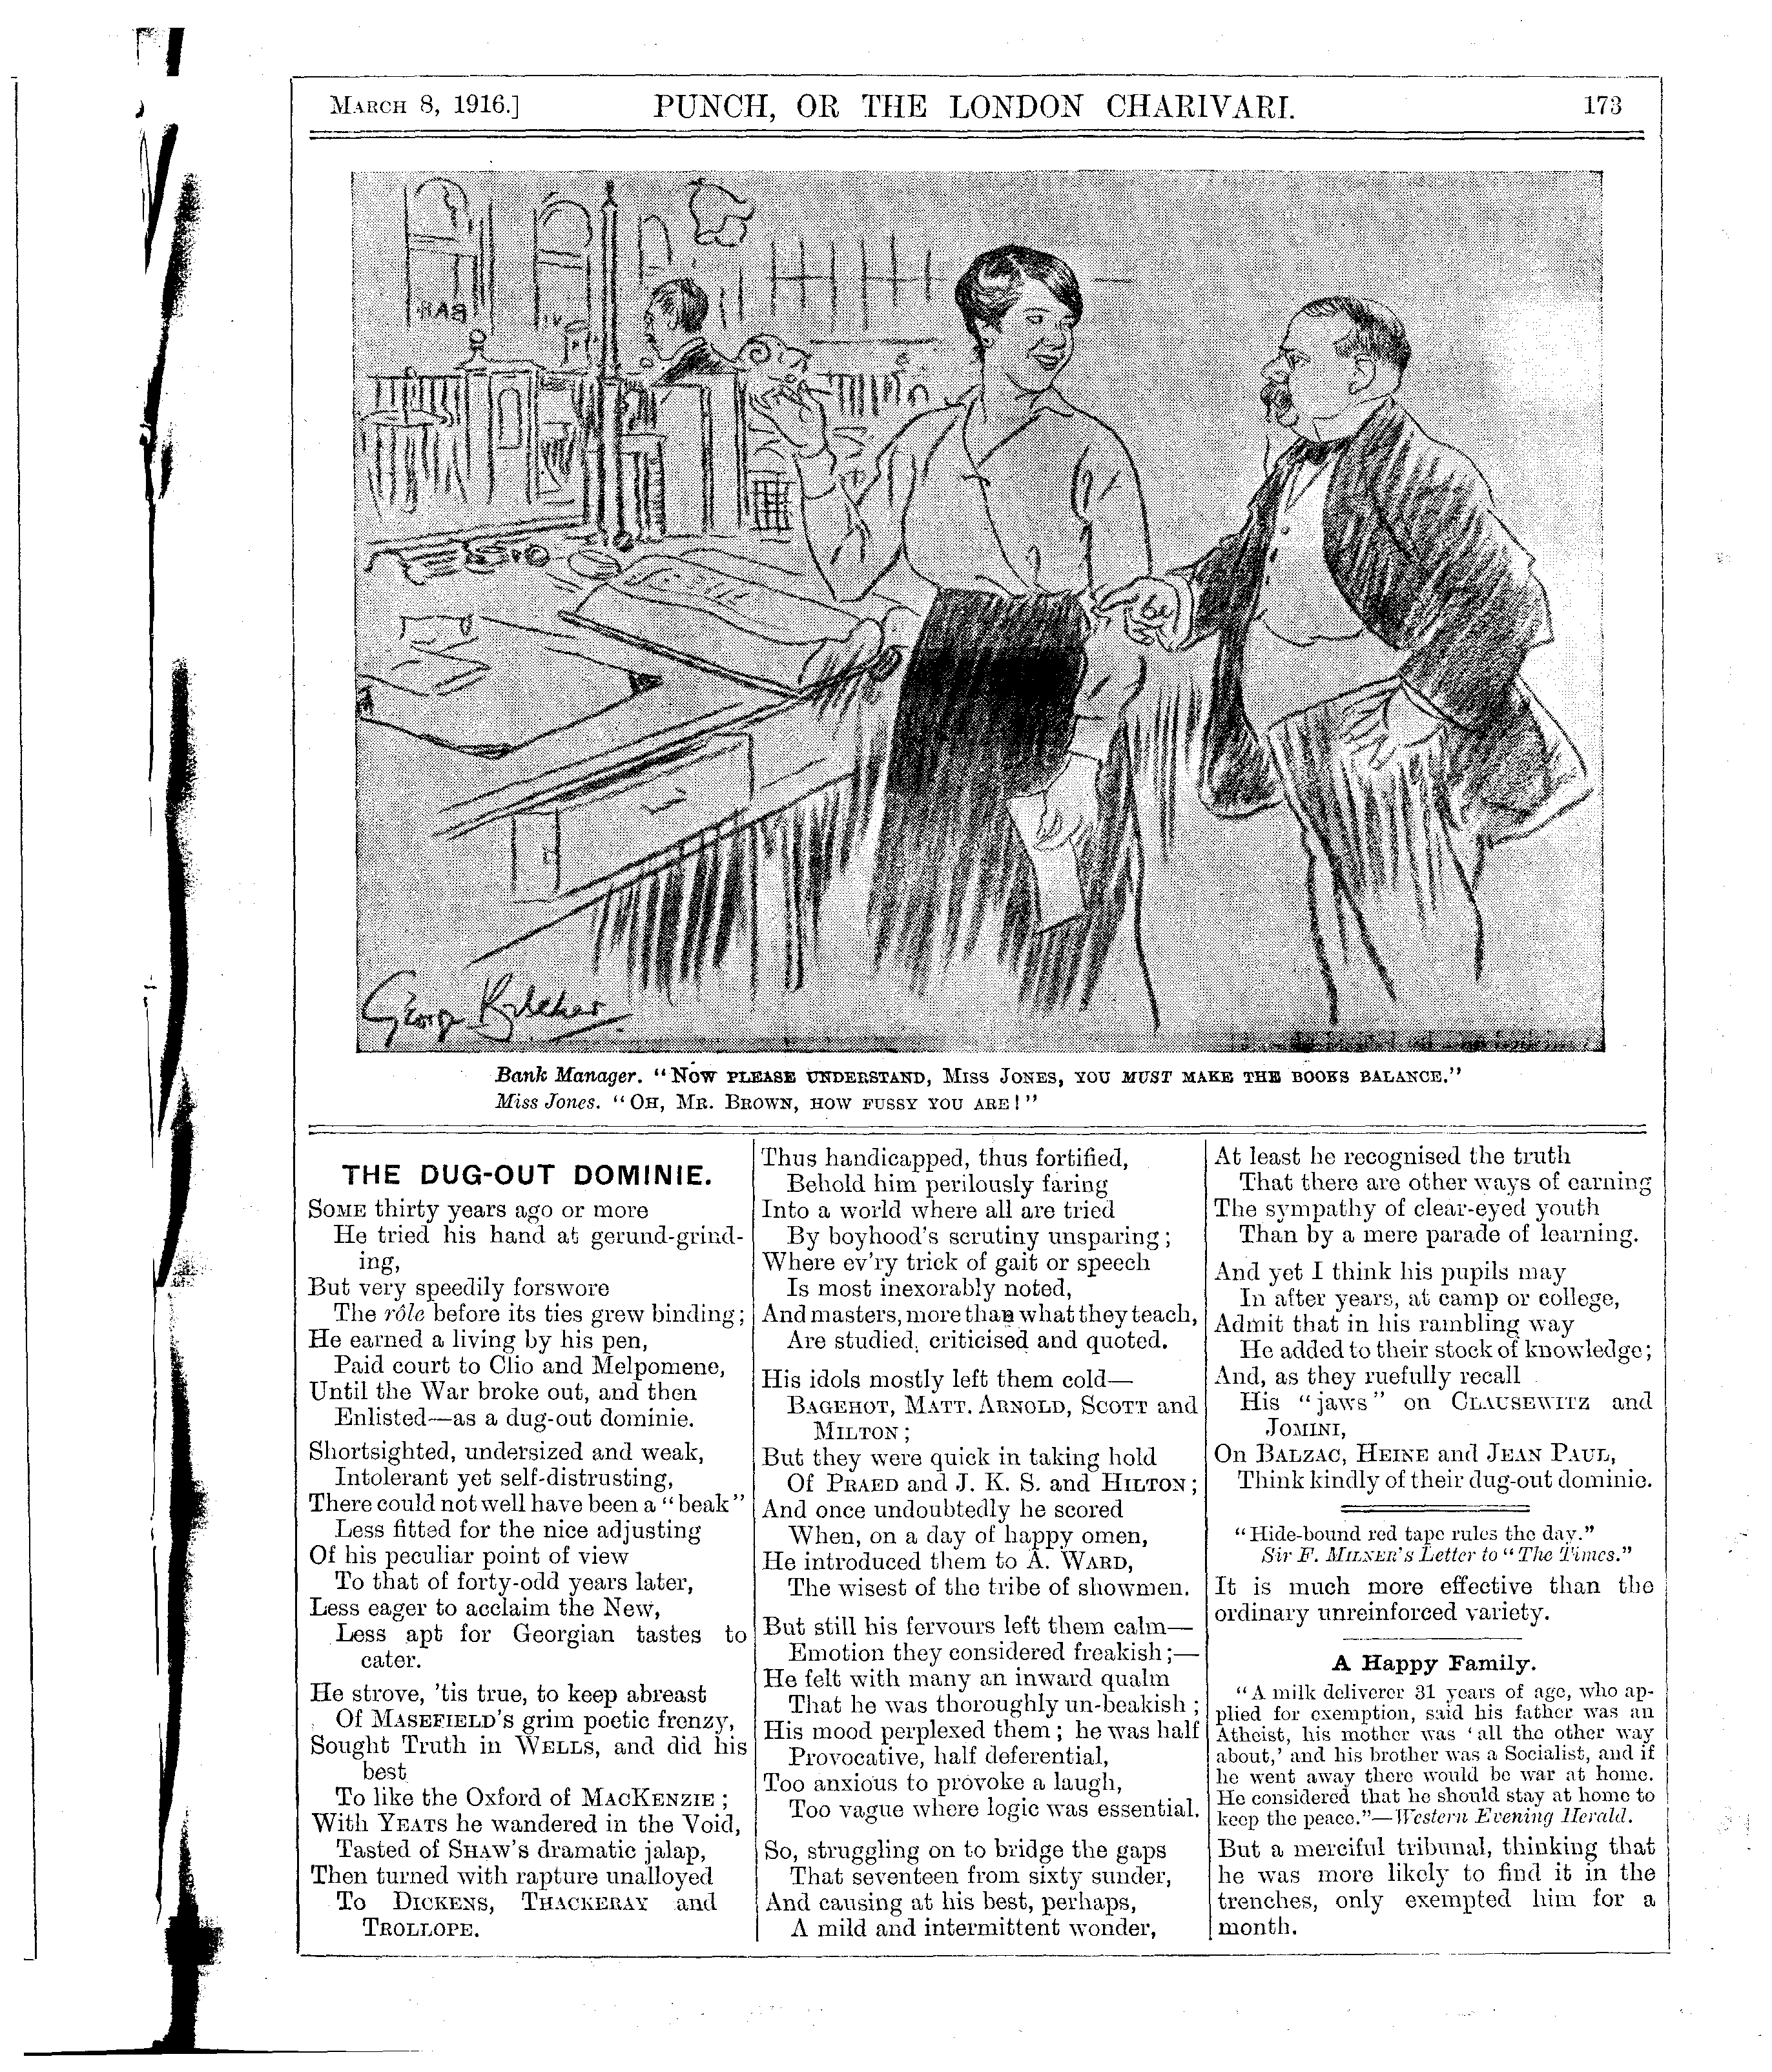 MARCH 8, 1916.]
PUNCH, OR THE LONDON CHARIVARI.
173
RAB
George Belcher
Bank Manager. "NOW PLEASE UNDERSTAND, MISS JONES, YOU MUST MAKE THE BOOKS BALANCE."
Miss Jones. "OH, MR. BROWN, HOW FUSSY YOU ARE!"
THE DUG-OUT DOMINIE.
SOME thirty years ago or more
He tried his hand at gerund-grind-
ing,
But very speedily forswore
The rôle before its ties grew binding;
He earned a living by his pen,
Paid court to Clio and Melpomene,
Until the War broke out, and then
Enlisted—as a dug-out dominie.
Shortsighted, undersized and weak,
Intolerant yet self-distrusting,
There could not well have been a "beak"
Less fitted for the nice adjusting
Of his peculiar point of view
To that of forty-odd years later,
Less eager to acclaim the New,
Less apt for Georgian tastes to
cater.
He strove, 'tis true, to keep abreast
Of MASEFIELD'S grim poetic frenzy,
Sought Truth in WELLS, and did his
best
To like the Oxford of MACKENZIE;
With YEATS he wandered in the Void,
Tasted of SHAW'S dramatic jalap,
Then turned with rapture unalloyed
To DICKENS, THACKERAY and
TROLLOPE.
Thus handicapped, thus fortified,
Behold him perilously faring
Into a world where all are tried
By boyhood's scrutiny unsparing;
Where ev'ry trick of gait or speech
Is most inexorably noted,
And masters, more than what they teach,
Are studied, criticised and quoted.
His idols mostly left them cold—
BAGEHOT, MATT. ARNOLD, SCOTT and
MILTON;
But they were quick in taking hold
Of PRAED and J. K. S. and HILTON;
And once undoubtedly he scored
When, on a day of happy omen,
He introduced them to A. WARD,
The wisest of the tribe of showmen.
But still his fervours left them calm—
Emotion they considered freakish;—
He felt with many an inward qualm
That he was thoroughly un-beakish;
His mood perplexed them; he was half
Provocative, half deferential,
Too anxious to provoke a laugh,
Too vague where logic was essential.
So, struggling on to bridge the gaps
That seventeen from sixty sunder,
And causing at his best, perhaps,
A mild and intermittent wonder,
At least he recognised the truth
That there are other ways of earning
The sympathy of clear-eyed youth
Than by a mere parade of learning.
And yet I think his pupils may
In after years, at camp or college,
Admit that in his rambling way
He added to their stock of knowledge;
And, as they ruefully recall
His "jaws" on CLAUSEWITZ and
JOMINI,
On BALZAC, HEINE and JEAN PAUL,
Think kindly of their dug-out dominie.
"Hide-bound red tape rules the day."
Sir F. MILNER'S Letter to "The Times."
It is much more effective than the
ordinary unreinforced variety.
A Happy Family.
"A milk deliverer 31 years of age, who ap-
plied for exemption, said his father was an
Atheist, his mother was 'all the other way
about,' and his brother was a Socialist, and if
he went away there would be war at home.
He considered that he should stay at home to
keep the peace."—Western Evening Herald.
But a merciful tribunal, thinking that
he was more likely to find it in the
trenches, only exempted him for a
month.